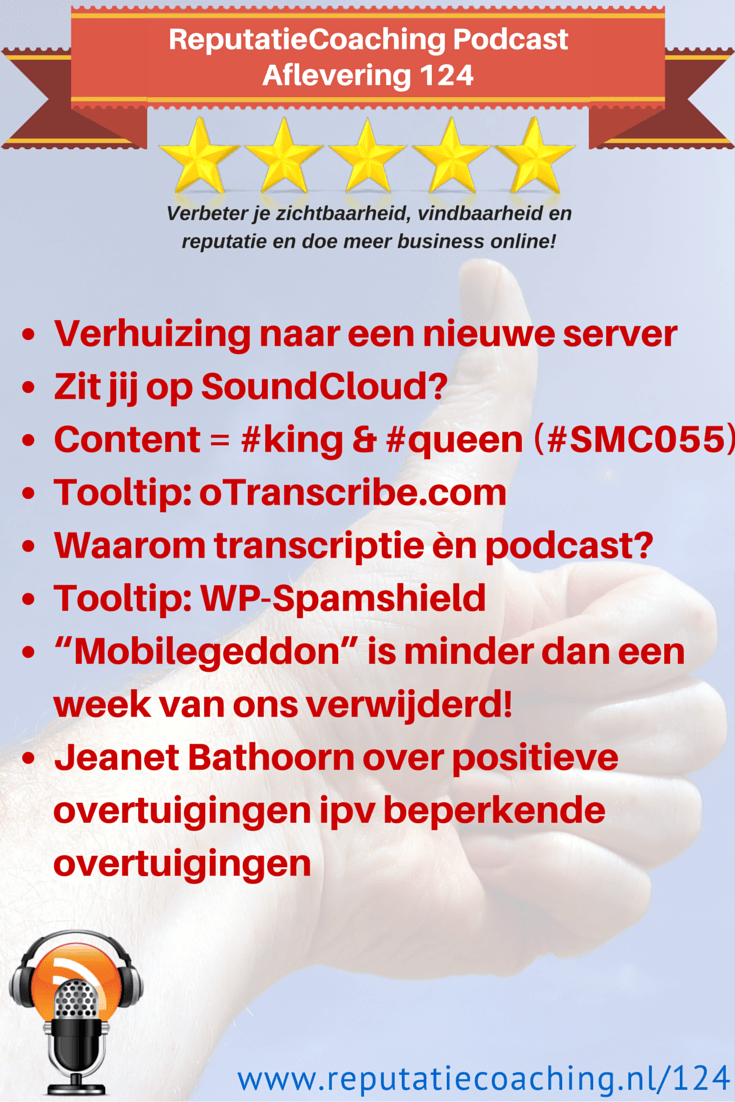 ReputatieCoaching Podcast
Aflevering 124
Verbeter je zichtbaarheid, vindbaarheid en
reputatie en doe meer business online!
• Verhuizing naar een nieuwe server
• Zit jij op SoundCloud?
• Content = #king & #queen (#SMC055)
• Tooltip: oTranscribe.com
• Waarom transcriptie èn podcast?
• Tooltip: WP-Spamshield
• “Mobilegeddon” is minder dan een
week van ons verwijderd!
• Jeanet Bathoorn over positieve
overtuigingen ipv beperkende
overtuigingen
www.reputatiecoaching.nl/124